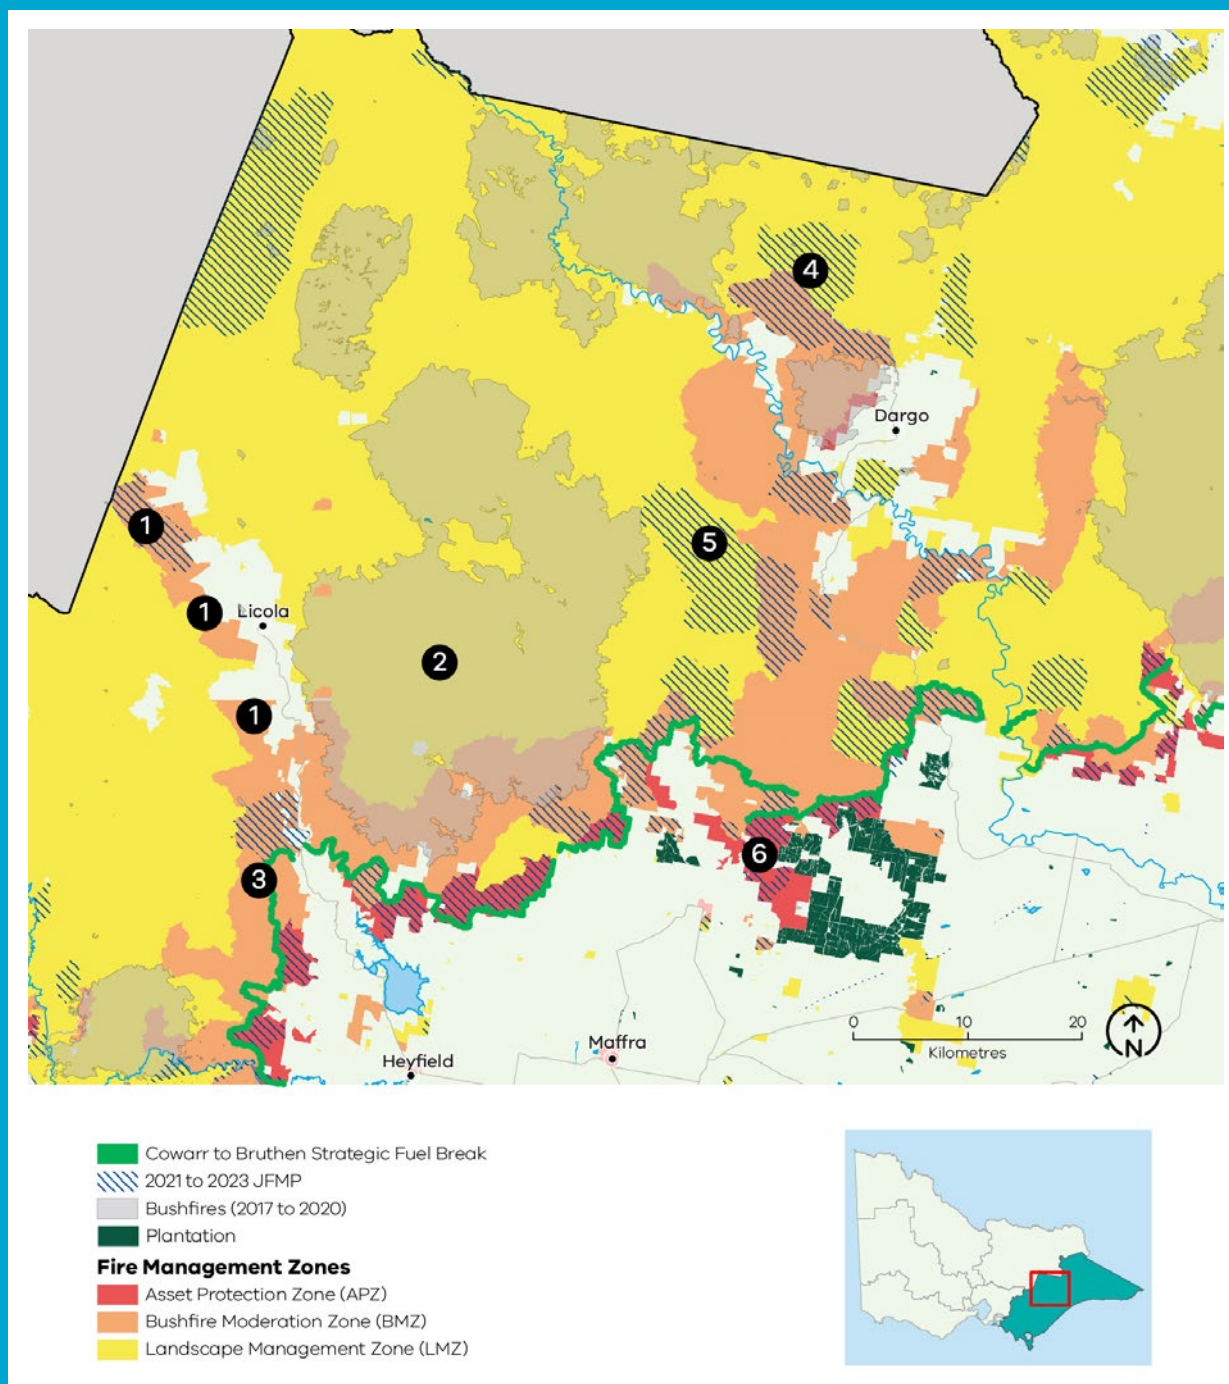 4
Dargo
1
5
1
Licola
2
1
3
6
0
10
20
Kilometres
N
Maffra
Heyfield
Cowarr to Bruthen Strategic Fuel Break
2021 to 2023 JFMP
Bushfires (2017 to 2020)
Plantation
Fire Management Zones
Asset Protection Zone (APZ)
Bushfire Moderation Zone (BMZ)
Landscape Management Zone (LMZ)